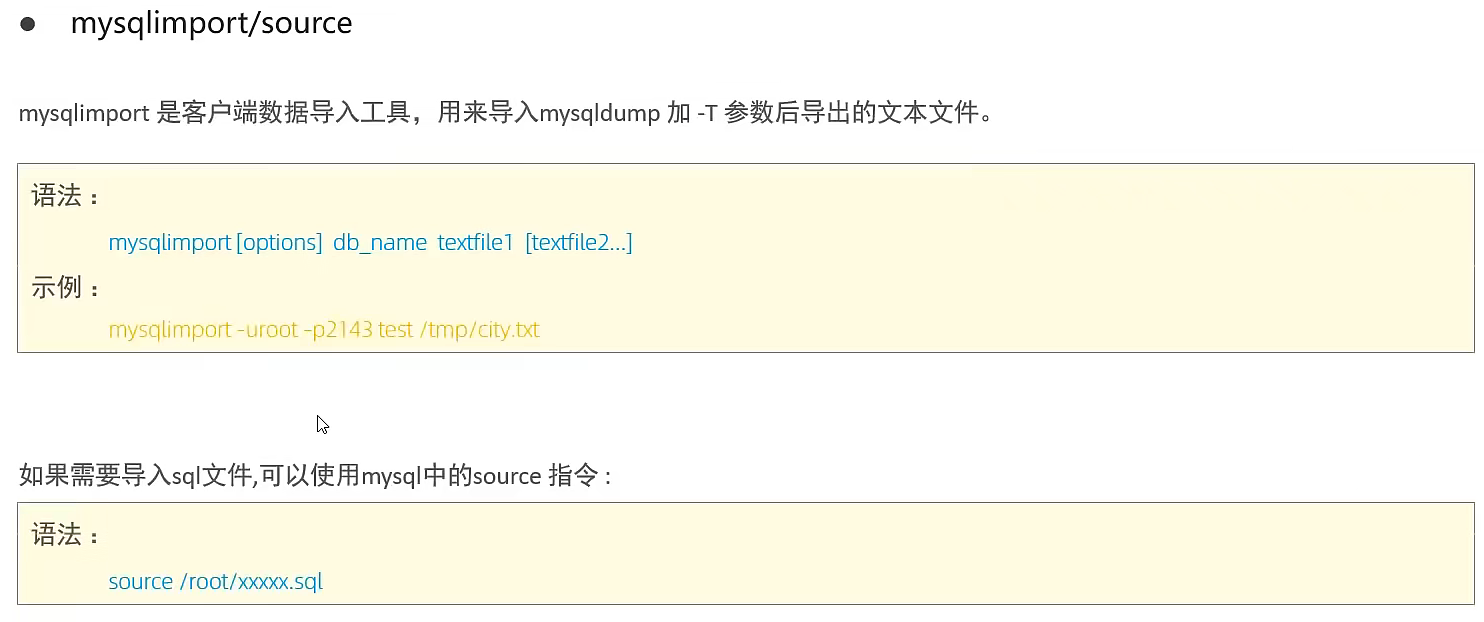 ● mysqlimport/source
mysqlimport 是客户端数据导入工具，用来导入mysqldump 加 -T 参数后导出的文本文件。
语法：
mysqlimport [options] db_name textfile1 [textfile2...]
示例：
mysqlimport -uroot -p2143 test /tmp/city.txt
如果需要导入sql文件,可以使用mysql中的source 指令 :
语法：
source /root/xxxxx.sql